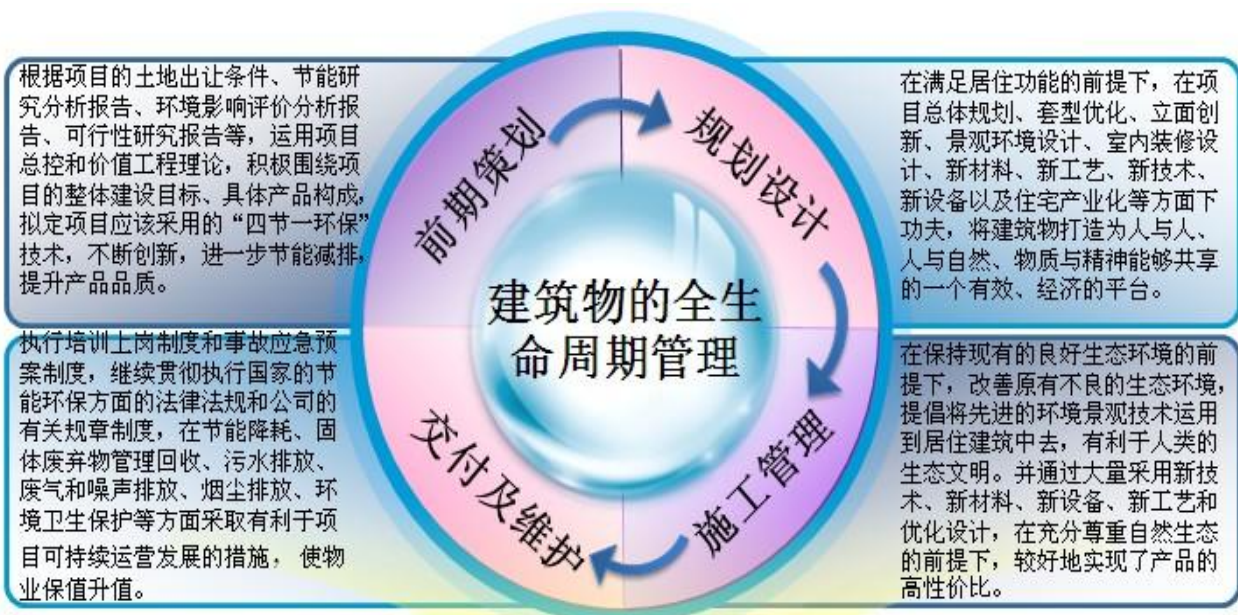 根据项目的土地出让条件、节能研
究分析报告、环境影响评价分析报
告、可行性研究报告等，运用项目
总控和价值工程理论，积极围绕项
目的整体建设目标、具体产品构成，
拟定项目应该采用的“四节一环保”
技术，不断创新，进一步节能减排，
提升产品品质。
在满足居住功能的前提下，在项
目总体规划、套型优化、立面创
新、景观环境设计、室内装修设
计、新材料、新工艺、新技术、
新设备以及住宅产业化等方面下
功夫，将建筑物打造为人与人、
人与自然、物质与精神能够共享
的一个有效、经济的平台。
前期策划
规划设计
建筑物的全生
命周期管理
交付及维护
施工管理
执行培训上岗制度和事故应急预
案制度，继续贯彻执行国家的节
能环保方面的法律法规和公司的
有关规章制度，在节能降耗、固
体废弃物管理回收、污水排放、
废气和噪声排放、烟尘排放、环
境卫生保护等方面采取有利于项
目可持续运营发展的措施， 使物
业保值升值。
在保持现有的良好生态环境的前
提下，改善原有不良的生态环境，
提倡将先进的环境景观技术运用
到居住建筑中去，有利于人类的
生态文明。并通过大量采用新技
术、新材料、新设备、新工艺和
优化设计，在充分尊重自然生态
的前提下，较好地实现了产品的
高性价比。